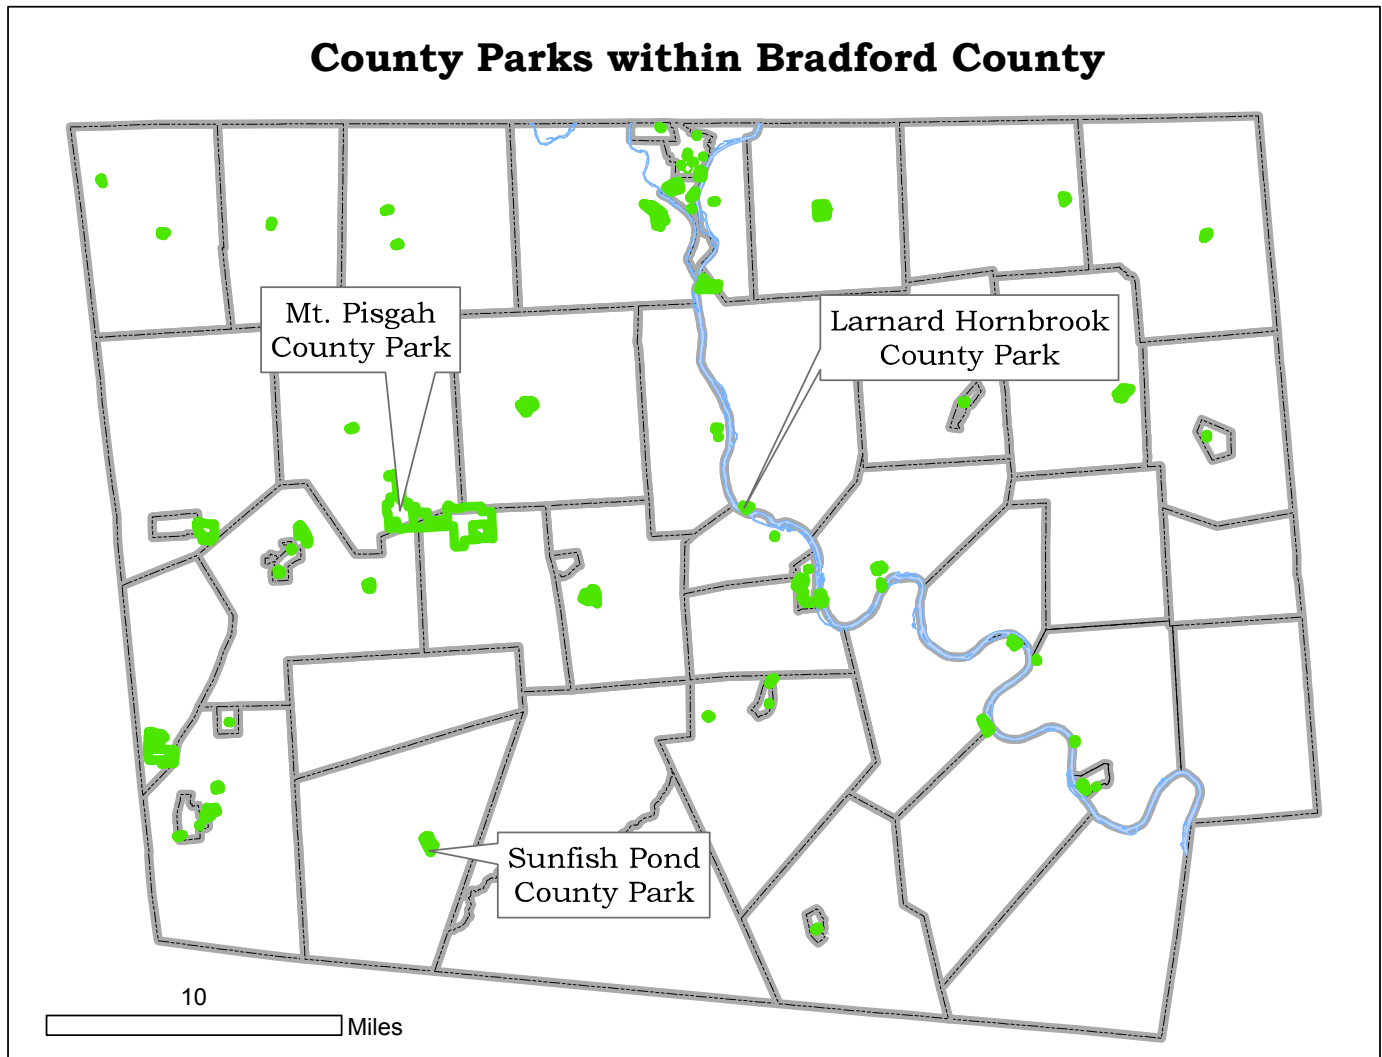 County Parks within Bradford County
Mt. Pisgah
County Park
Larnard Hornbrook
County Park
Sunfish Pond
County Park
10
Miles